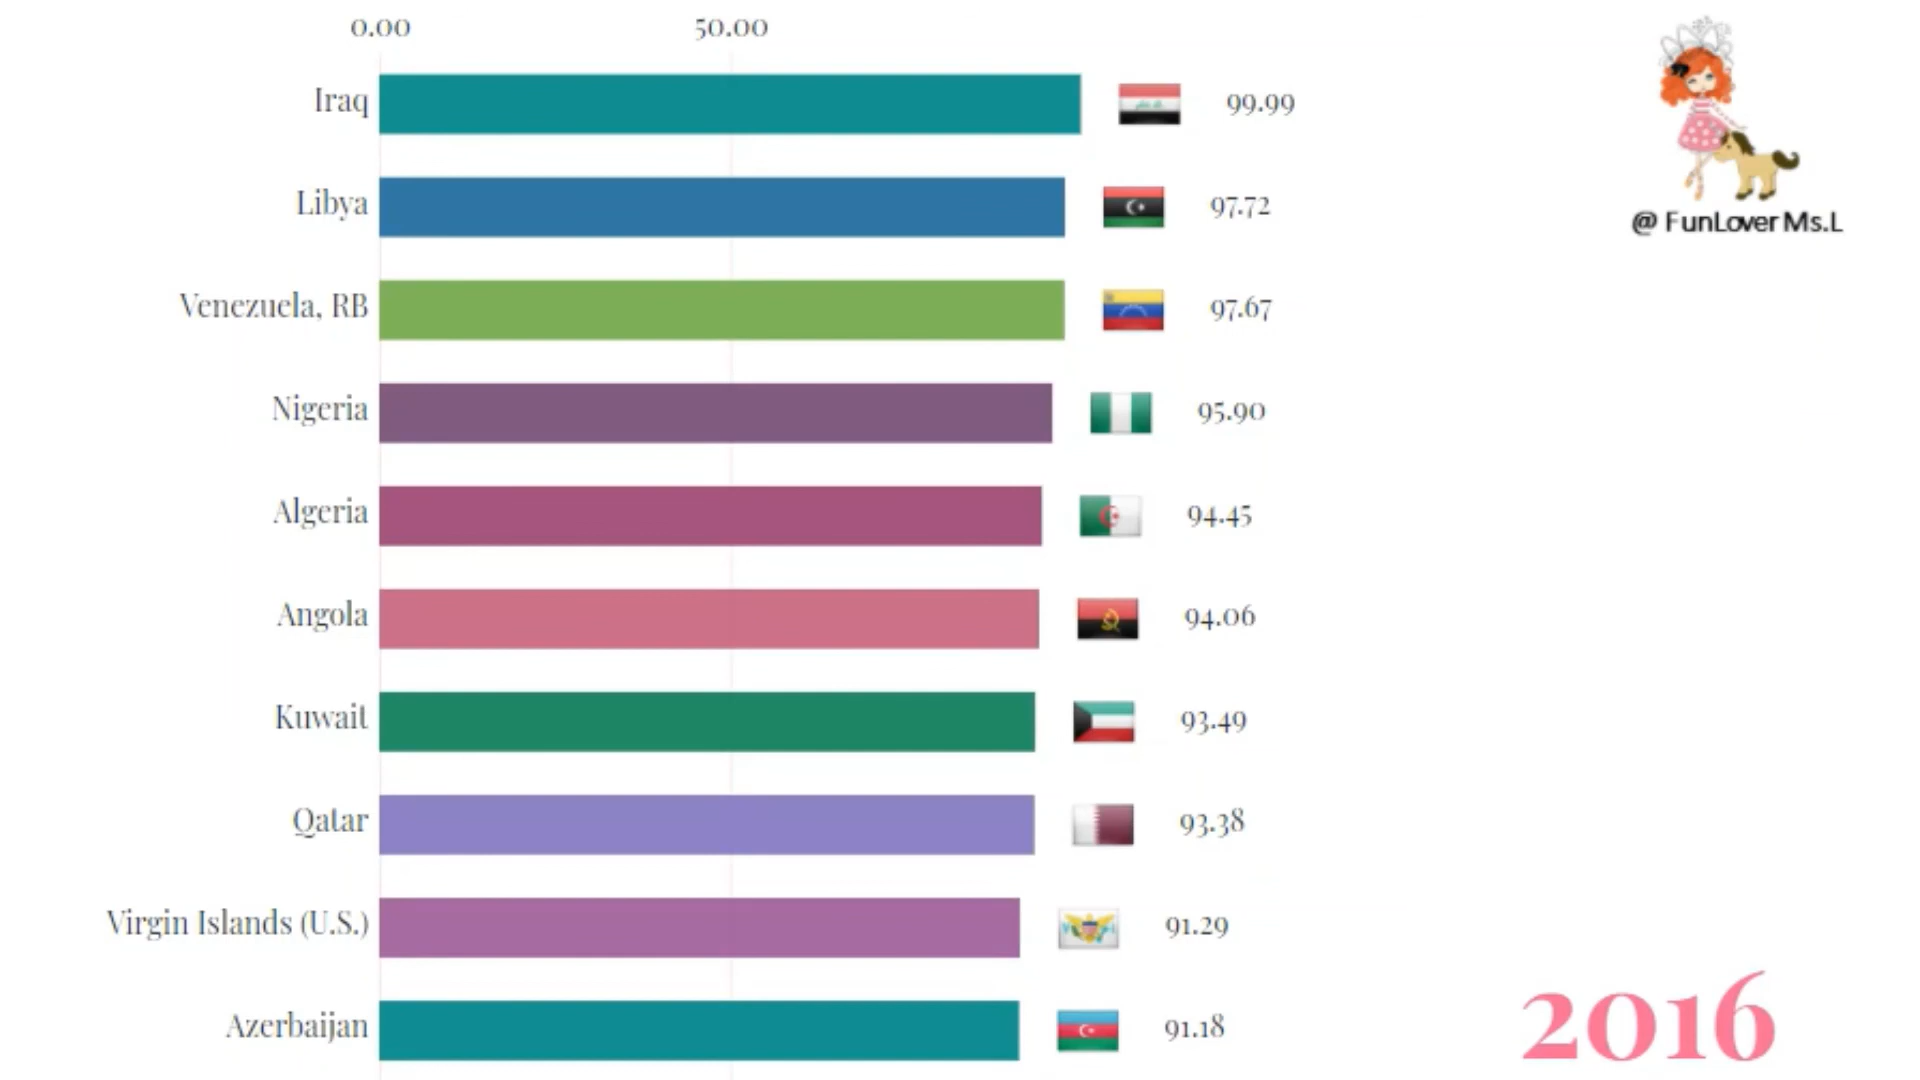 0.00 50.00
Iraq 99.99
Libya 97.72
@ FunLover Ms.L
Venezuela, RB 97.67
Nigeria 95.90
Algeria 94.45
Angola 94.06
Kuwait 93.49
Qatar 93.38
Virgin Islands (U.S.) 91.29
Azerbaijan 91.18
2016